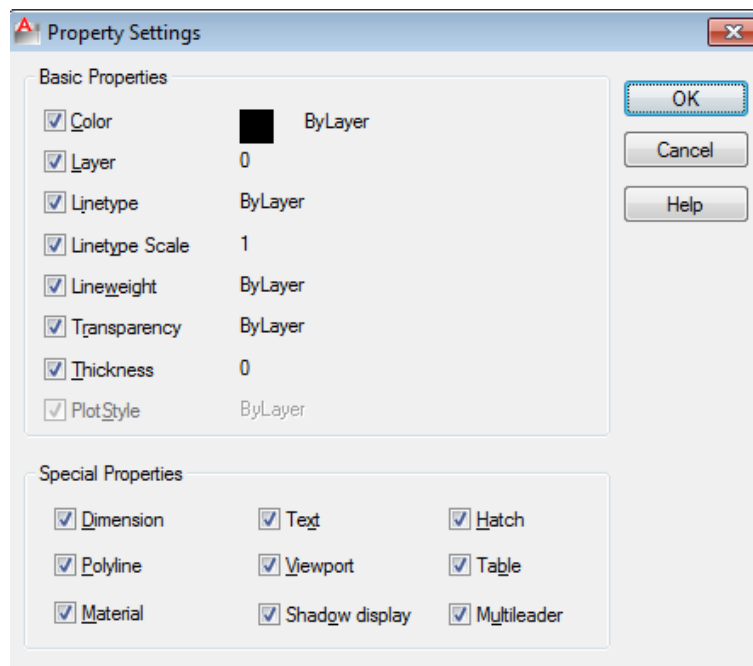 Property Settings
Basic Properties
Color ByLayer
Layer 0
Linetype ByLayer
Linetype Scale 1
Lineweight ByLayer
Transparency ByLayer
Thickness 0
PlotStyle ByLayer
OK
Cancel
Help
Special Properties
Dimension Text Hatch
Polyline Viewport Table
Material Shadow display Multileader